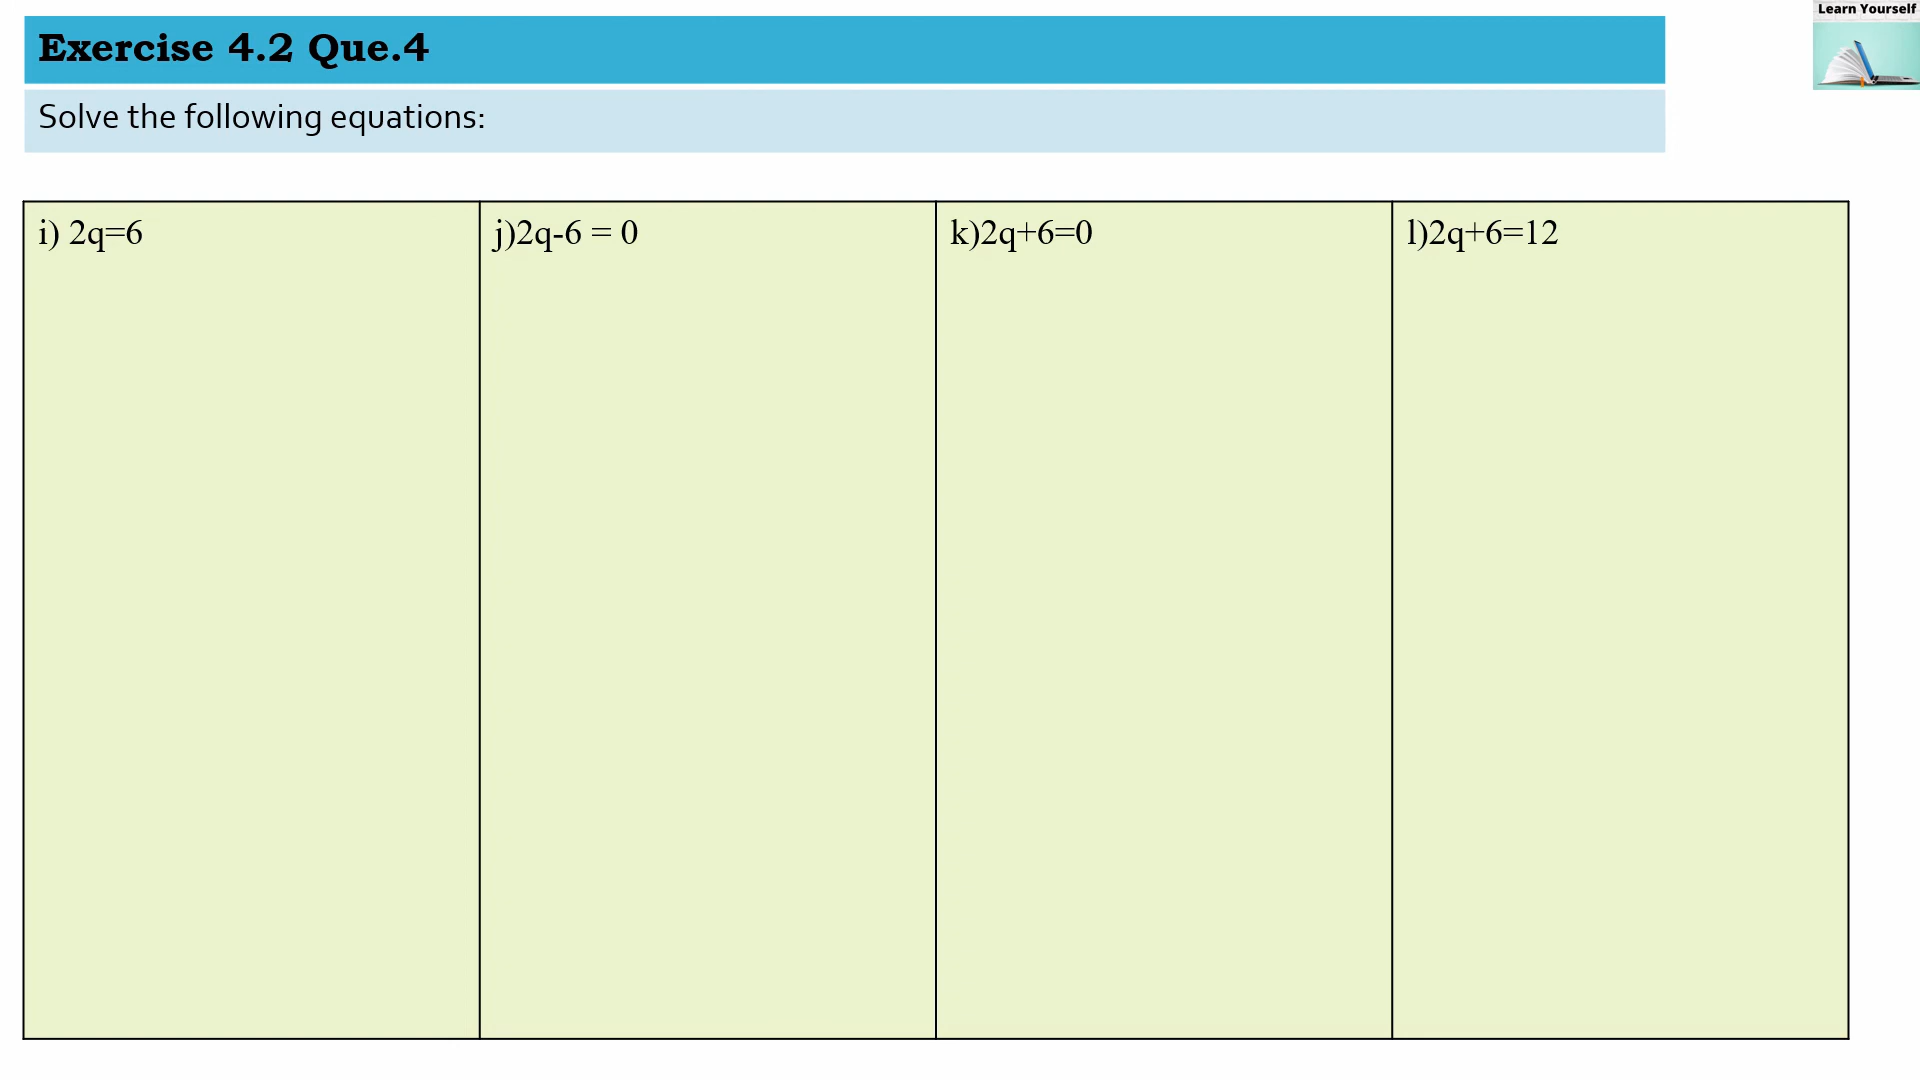 Learn Yourself
Exercise 4.2 Que.4
Solve the following equations:
i) 2q=6
j)2q-6 = 0
k)2q+6=0
l)2q+6=12